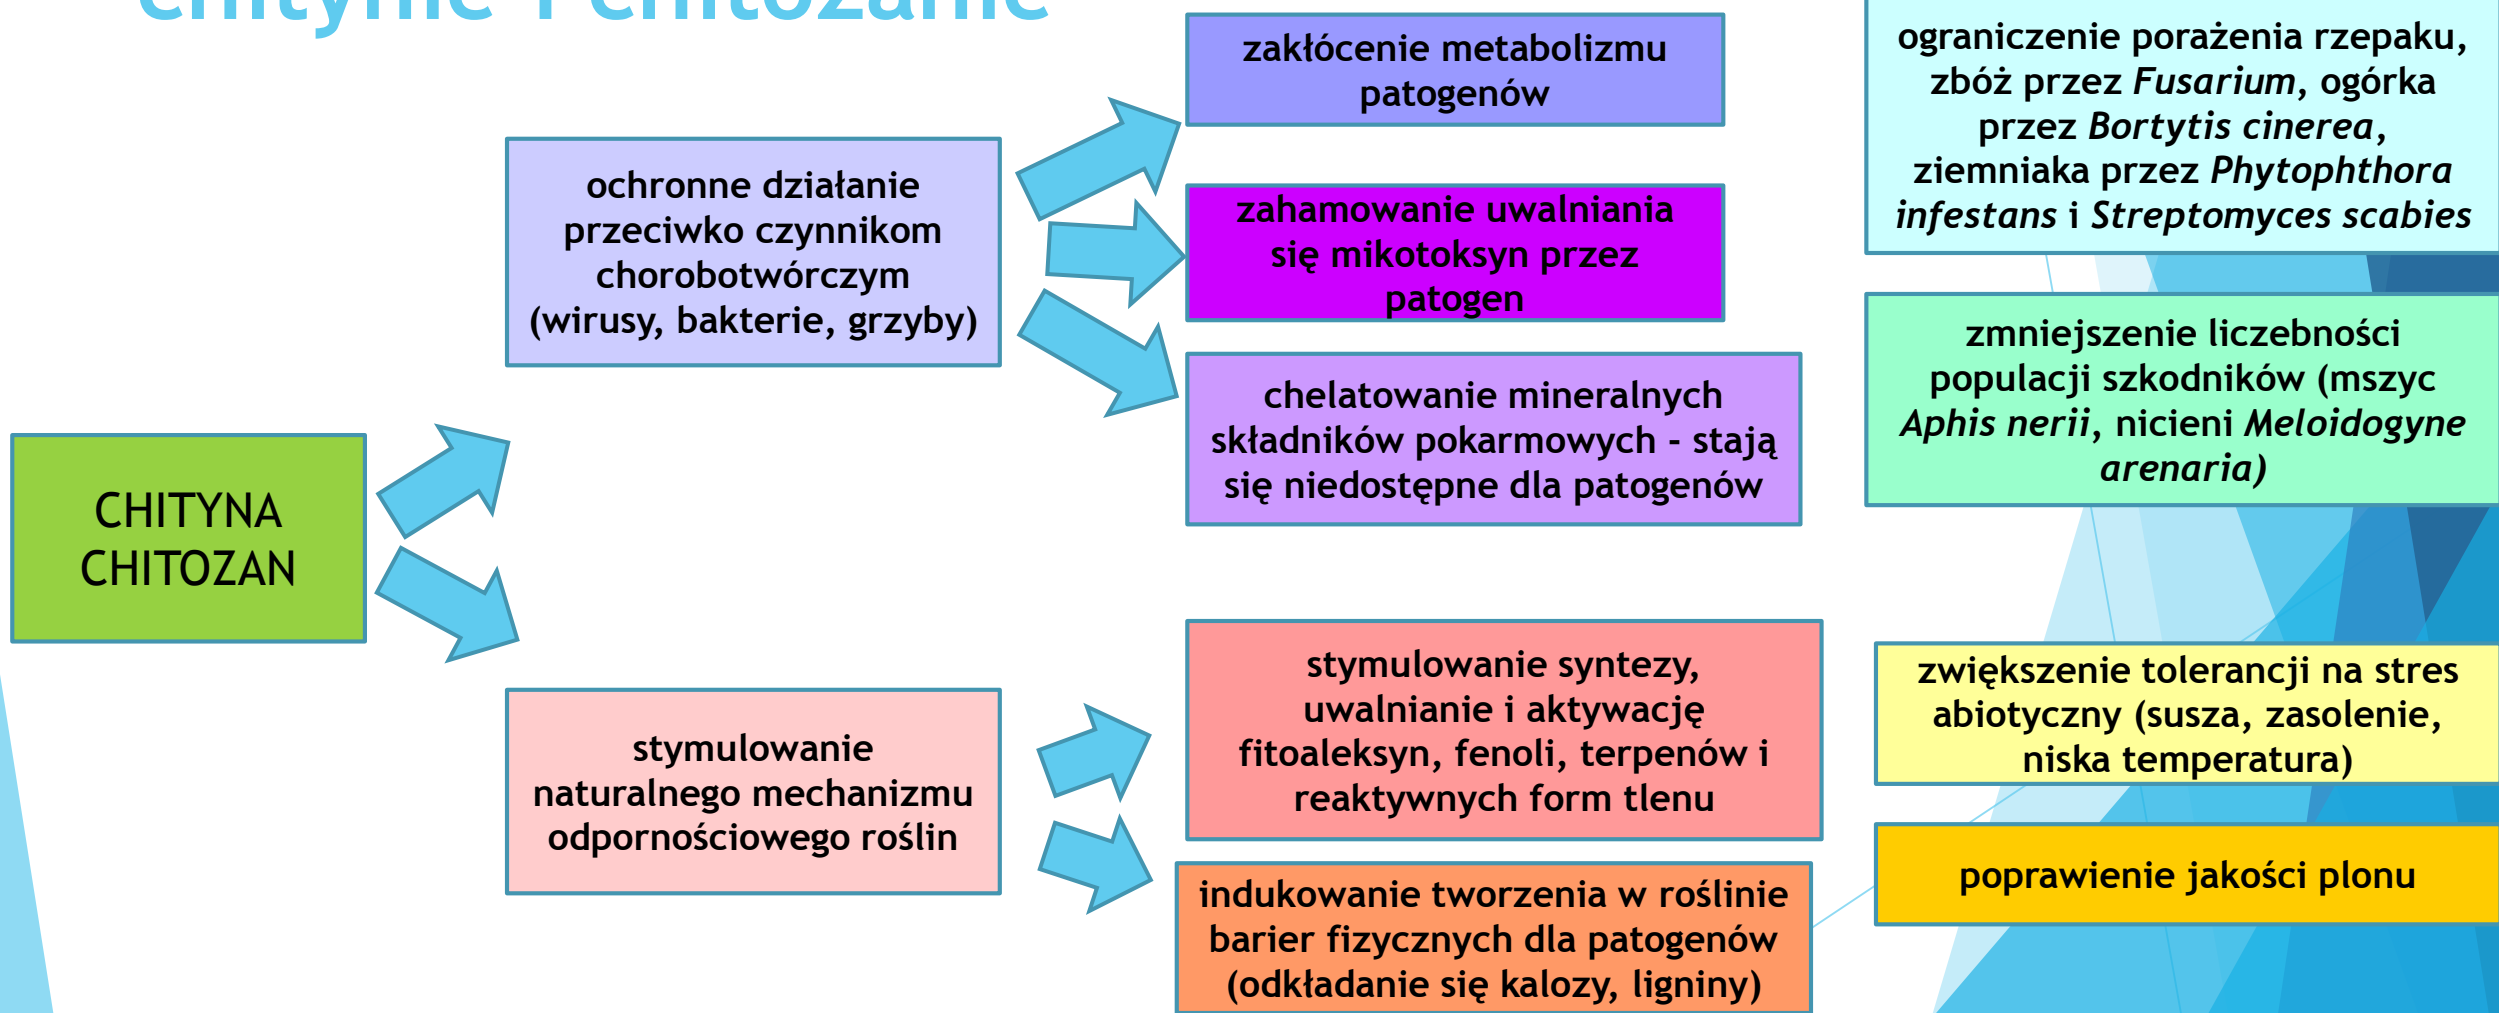 chitynie i chitozanie
zakłócenie metabolizmu
patogenów
ograniczenie porażenia rzepaku,
zbóż przez Fusarium, ogórka
przez Bortytis cinerea,
ziemniaka przez Phytophthora
infestans i Streptomyces scabies
ochronne działanie
przeciwko czynnikom
chorobotwórczym
(wirusy, bakterie, grzyby)
zahamowanie uwalniania
się mikotoksyn przez
patogen
zmniejszenie liczebności
populacji szkodników (mszyc
Aphis nerii, nicieni Meloidogyne
arenaria)
chelatowanie mineralnych
składników pokarmowych - stają
się niedostępne dla patogenów
CHITYNA
CHITOZAN
stymulowanie
naturalnego mechanizmu
odpornościowego roślin
stymulowanie syntezy,
uwalnianie i aktywację
fitoaleksyn, fenoli, terpenów i
reaktywnych form tlenu
zwiększenie tolerancji na stres
abiotyczny (susza, zasolenie,
niska temperatura)
indukowanie tworzenia w roślinie
barier fizycznych dla patogenów
(odkładanie się kalozy, ligniny)
poprawienie jakości plonu